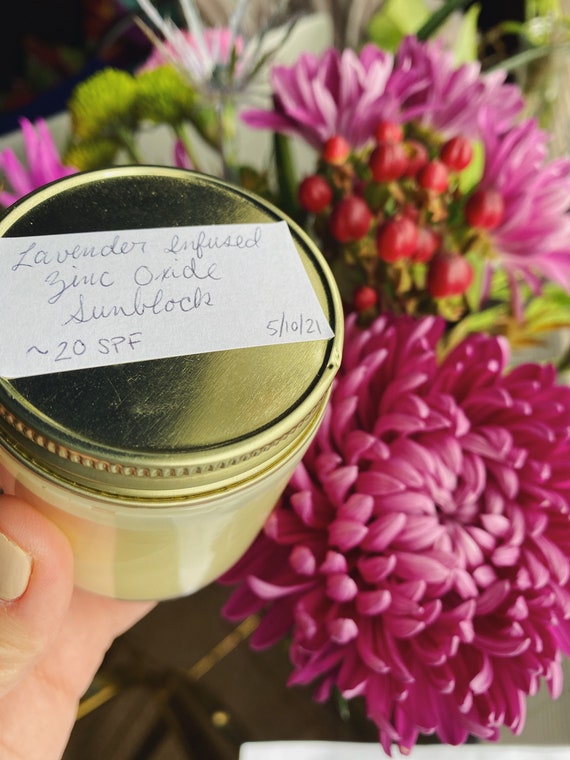 Lavender Infused
Zinc Oxide
Sunblock
~20 SPF
5/10/21